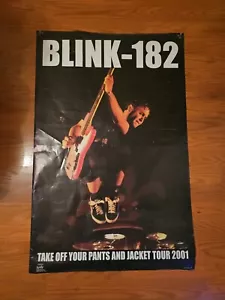 BLINK-182
TAKE OFF YOUR PANTS AND JACKET TOUR 2001